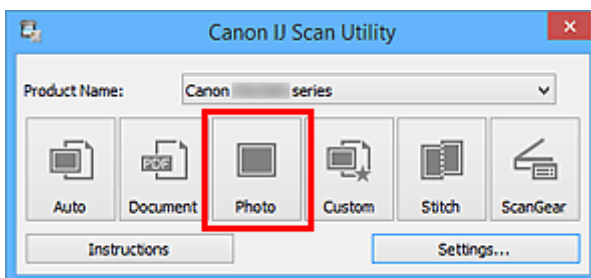 Canon IJ Scan Utility
Product Name: Canon series
PDF
Auto Document Photo Custom Stitch ScanGear
Instructions Settings...